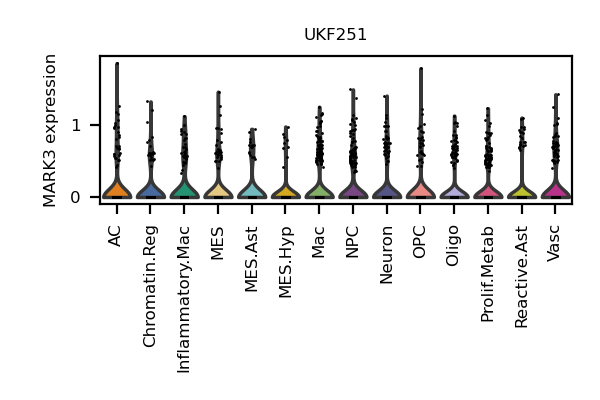 UKF251
MARK3 expression
1
0
AC
Chromatin.Reg
Inflammatory.Mac
MES
MES.Ast
MES.Hyp
Mac
NPC
Neuron
OPC
Oligo
Prolif.Metab
Reactive.Ast
Vasc